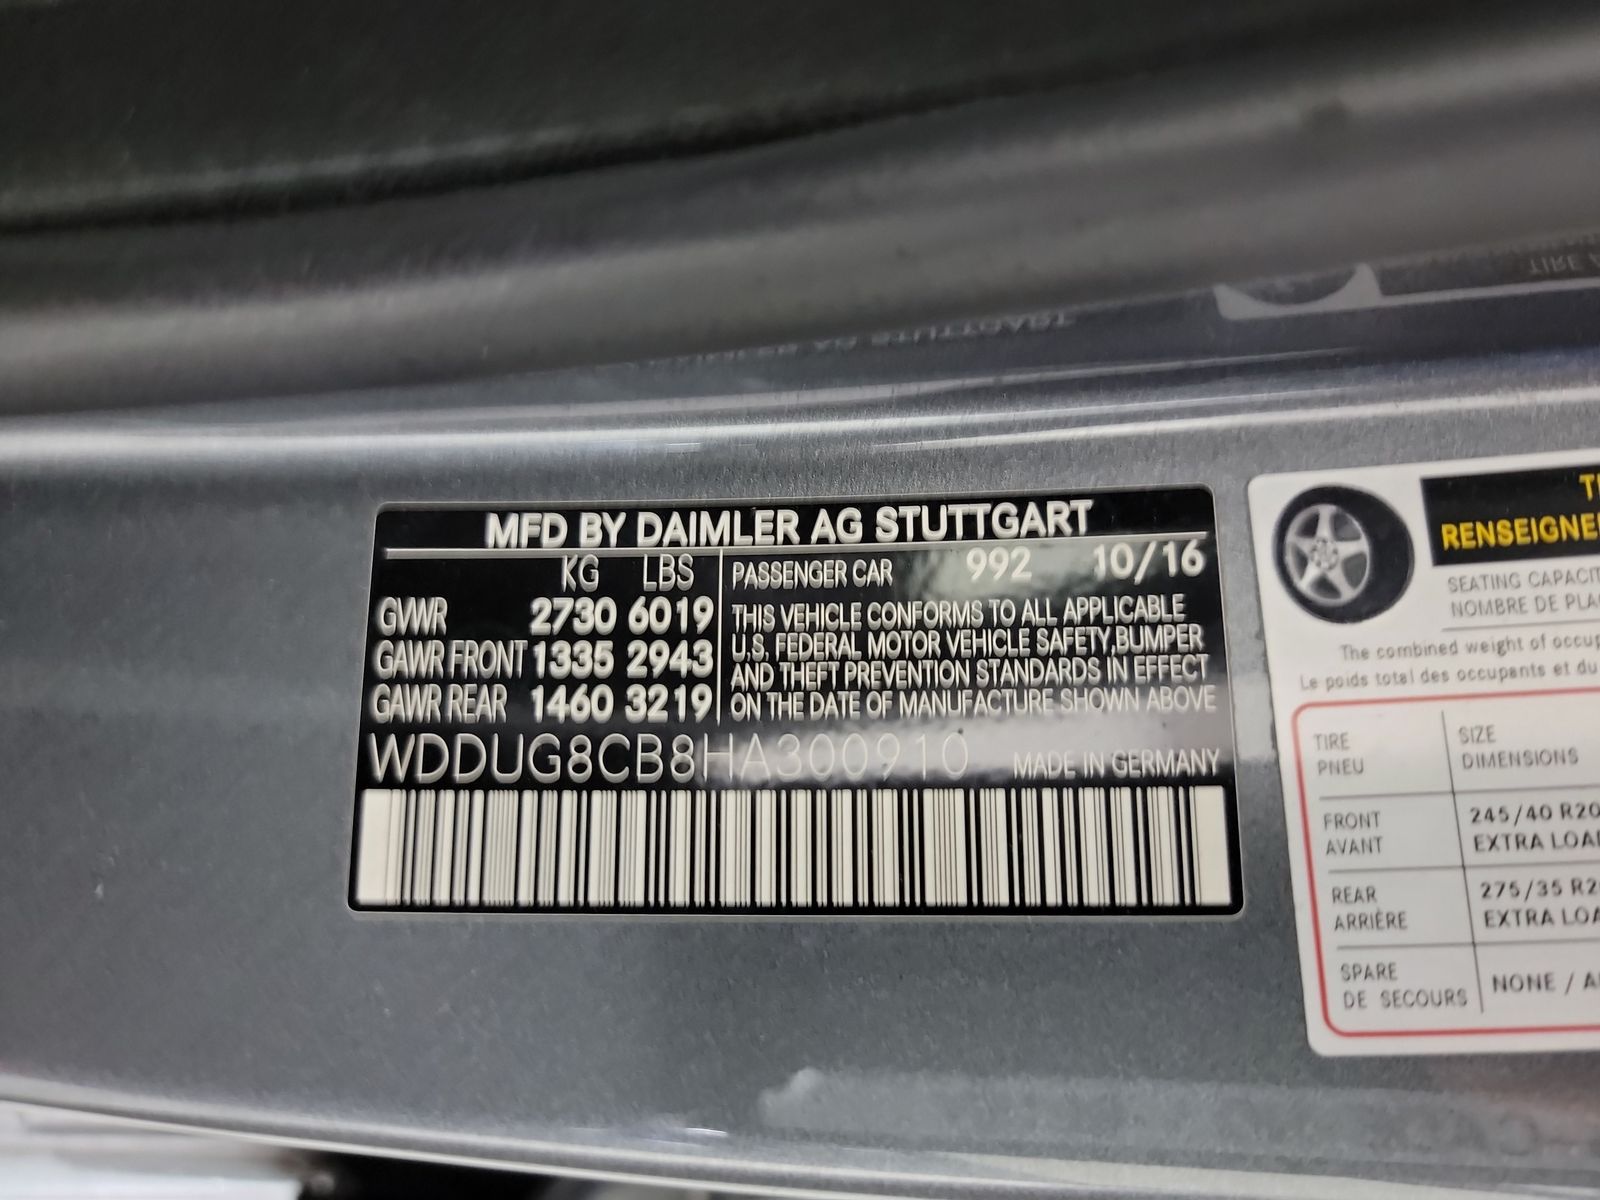 MFD BY DAIMLER AG STUTTGART
KG LBS
GVWR 2730 6019
GAWR FRONT 1335 2943
GAWR REAR 1460 3219
PASSENGER CAR 992 10/16
THIS VEHICLE CONFORMS TO ALL APPLICABLE
U.S. FEDERAL MOTOR VEHICLE SAFETY,BUMPER
AND THEFT PREVENTION STANDARDS IN EFFECT
ON THE DATE OF MANUFACTURE SHOWN ABOVE
WDDUG8CB8HA300910 MADE IN GERMANY
RENSEIGNE
SEATING CAPACIT
NOMBRE DE PLA
The combined weight of occup
Le poids total des occupants et du
TIRE
PNEU
SIZE
DIMENSIONS
FRONT
AVANT
245/40 R20
EXTRA LOA
REAR
ARRIÈRE
275/35 R2
EXTRA LOA
SPARE
DE SECOURS
NONE /